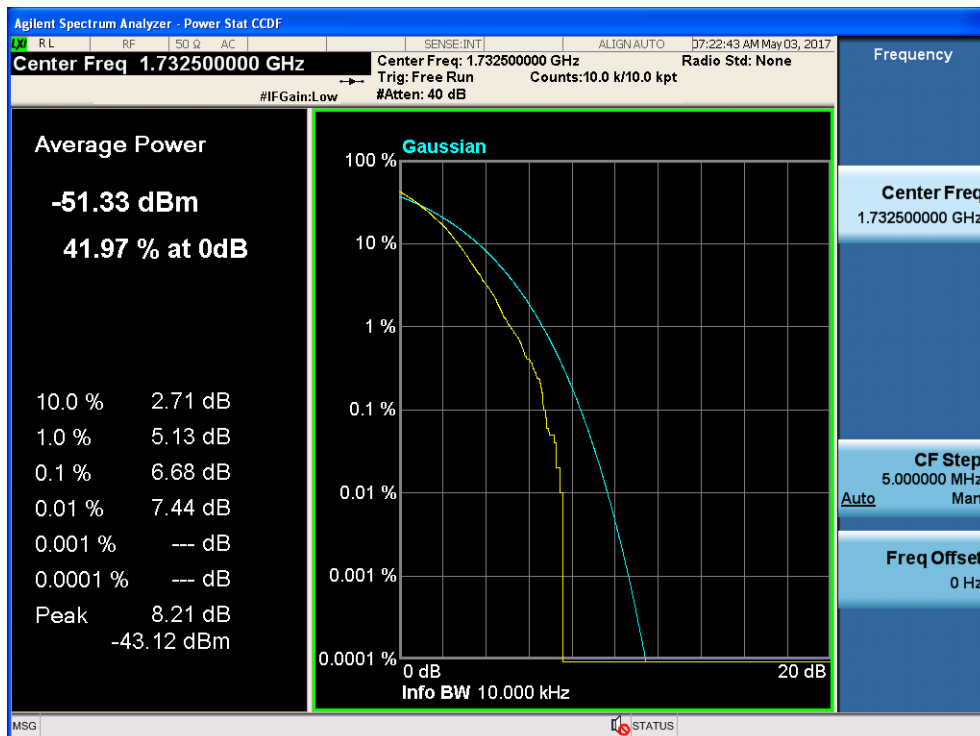 Agilent Spectrum Analyzer - Power Stat CCDF
LXI RL RF 50 Ω AC SENSE:INT ALIGN AUTO 07:22:43 AM May 03, 2017
Center Freq 1.732500000 GHz
Center Freq: 1.732500000 GHz Radio Std: None
Trig: Free Run Counts:10.0 k/10.0 kpt
#IFGain:Low #Atten: 40 dB
Average Power
-51.33 dBm
41.97 % at 0dB
10.0 % 2.71 dB
1.0 % 5.13 dB
0.1 % 6.68 dB
0.01 % 7.44 dB
0.001 % --- dB
0.0001 % --- dB
Peak 8.21 dB
-43.12 dBm
Gaussian
100 %
10 %
1 %
0.1 %
0.01 %
0.001 %
0.0001 %
0 dB 20 dB
Info BW 10.000 kHz
Frequency
Center Freq
1.732500000 GHz
CF Step
5.000000 MHz
Auto Man
Freq Offset
0 Hz
MSG STATUS